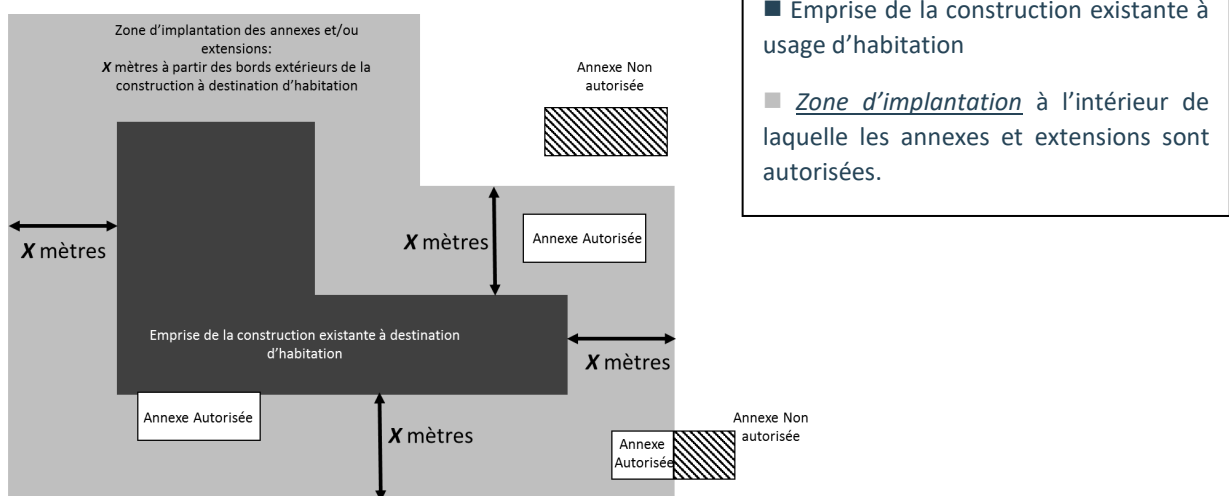 Zone d’implantation des annexes et/ou
extensions:
X mètres à partir des bords extérieurs de la
construction à destination d’habitation
Annexe Non
autorisée
X mètres
X mètres
Annexe Autorisée
Emprise de la construction existante à destination
d’habitation
X mètres
Annexe Autorisée
X mètres
Annexe
Autorisée
Annexe Non
autorisée
■ Emprise de la construction existante à
usage d’habitation
■ Zone d’implantation à l’intérieur de
laquelle les annexes et extensions sont
autorisées.